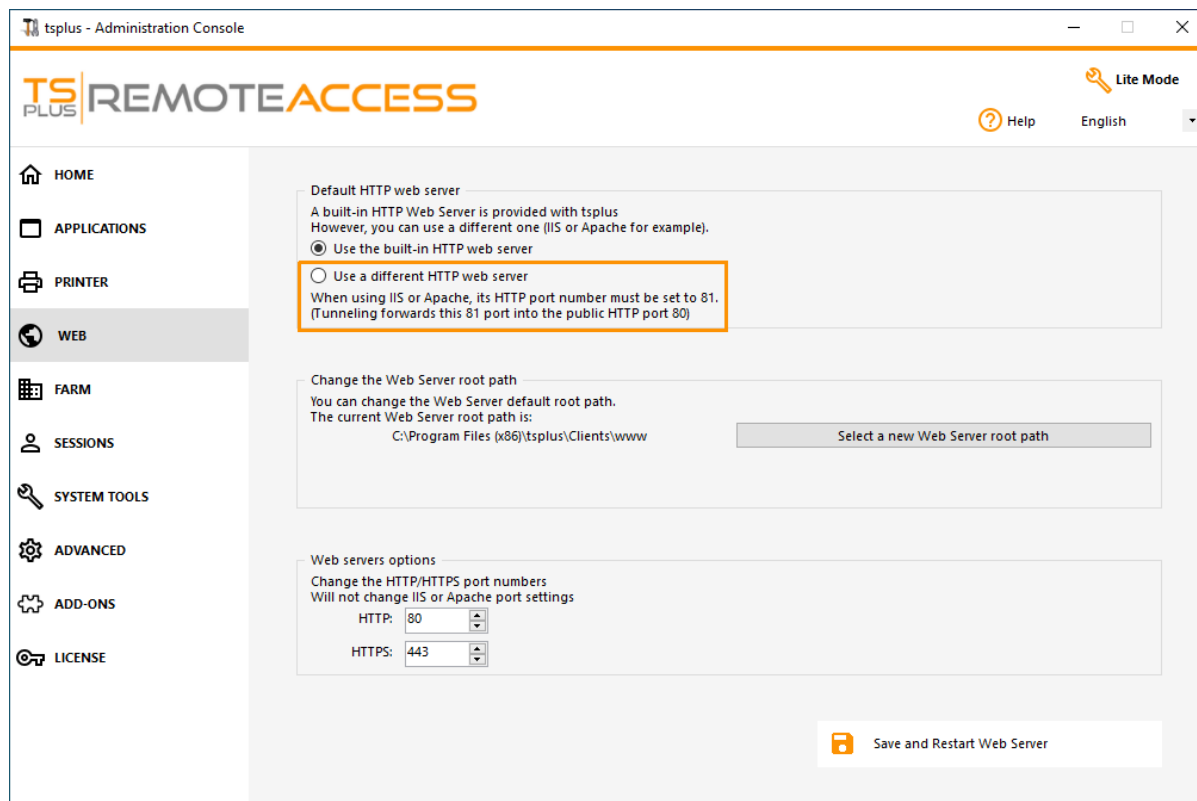 tsplus - Administration Console
TS PLUS REMOTEACCESS
Lite Mode
Help
English
HOME
APPLICATIONS
PRINTER
WEB
FARM
SESSIONS
SYSTEM TOOLS
ADVANCED
ADD-ONS
LICENSE
Default HTTP web server
A built-in HTTP Web Server is provided with tsplus
However, you can use a different one (IIS or Apache for example).
Use the built-in HTTP web server
Use a different HTTP web server
When using IIS or Apache, its HTTP port number must be set to 81.
(Tunneling forwards this 81 port into the public HTTP port 80)
Change the Web Server root path
You can change the Web Server default root path.
The current Web Server root path is:
C:\Program Files (x86)\tsplus\Clients\www
Select a new Web Server root path
Web servers options
Change the HTTP/HTTPS port numbers
Will not change IIS or Apache port settings
HTTP: 80
HTTPS: 443
Save and Restart Web Server